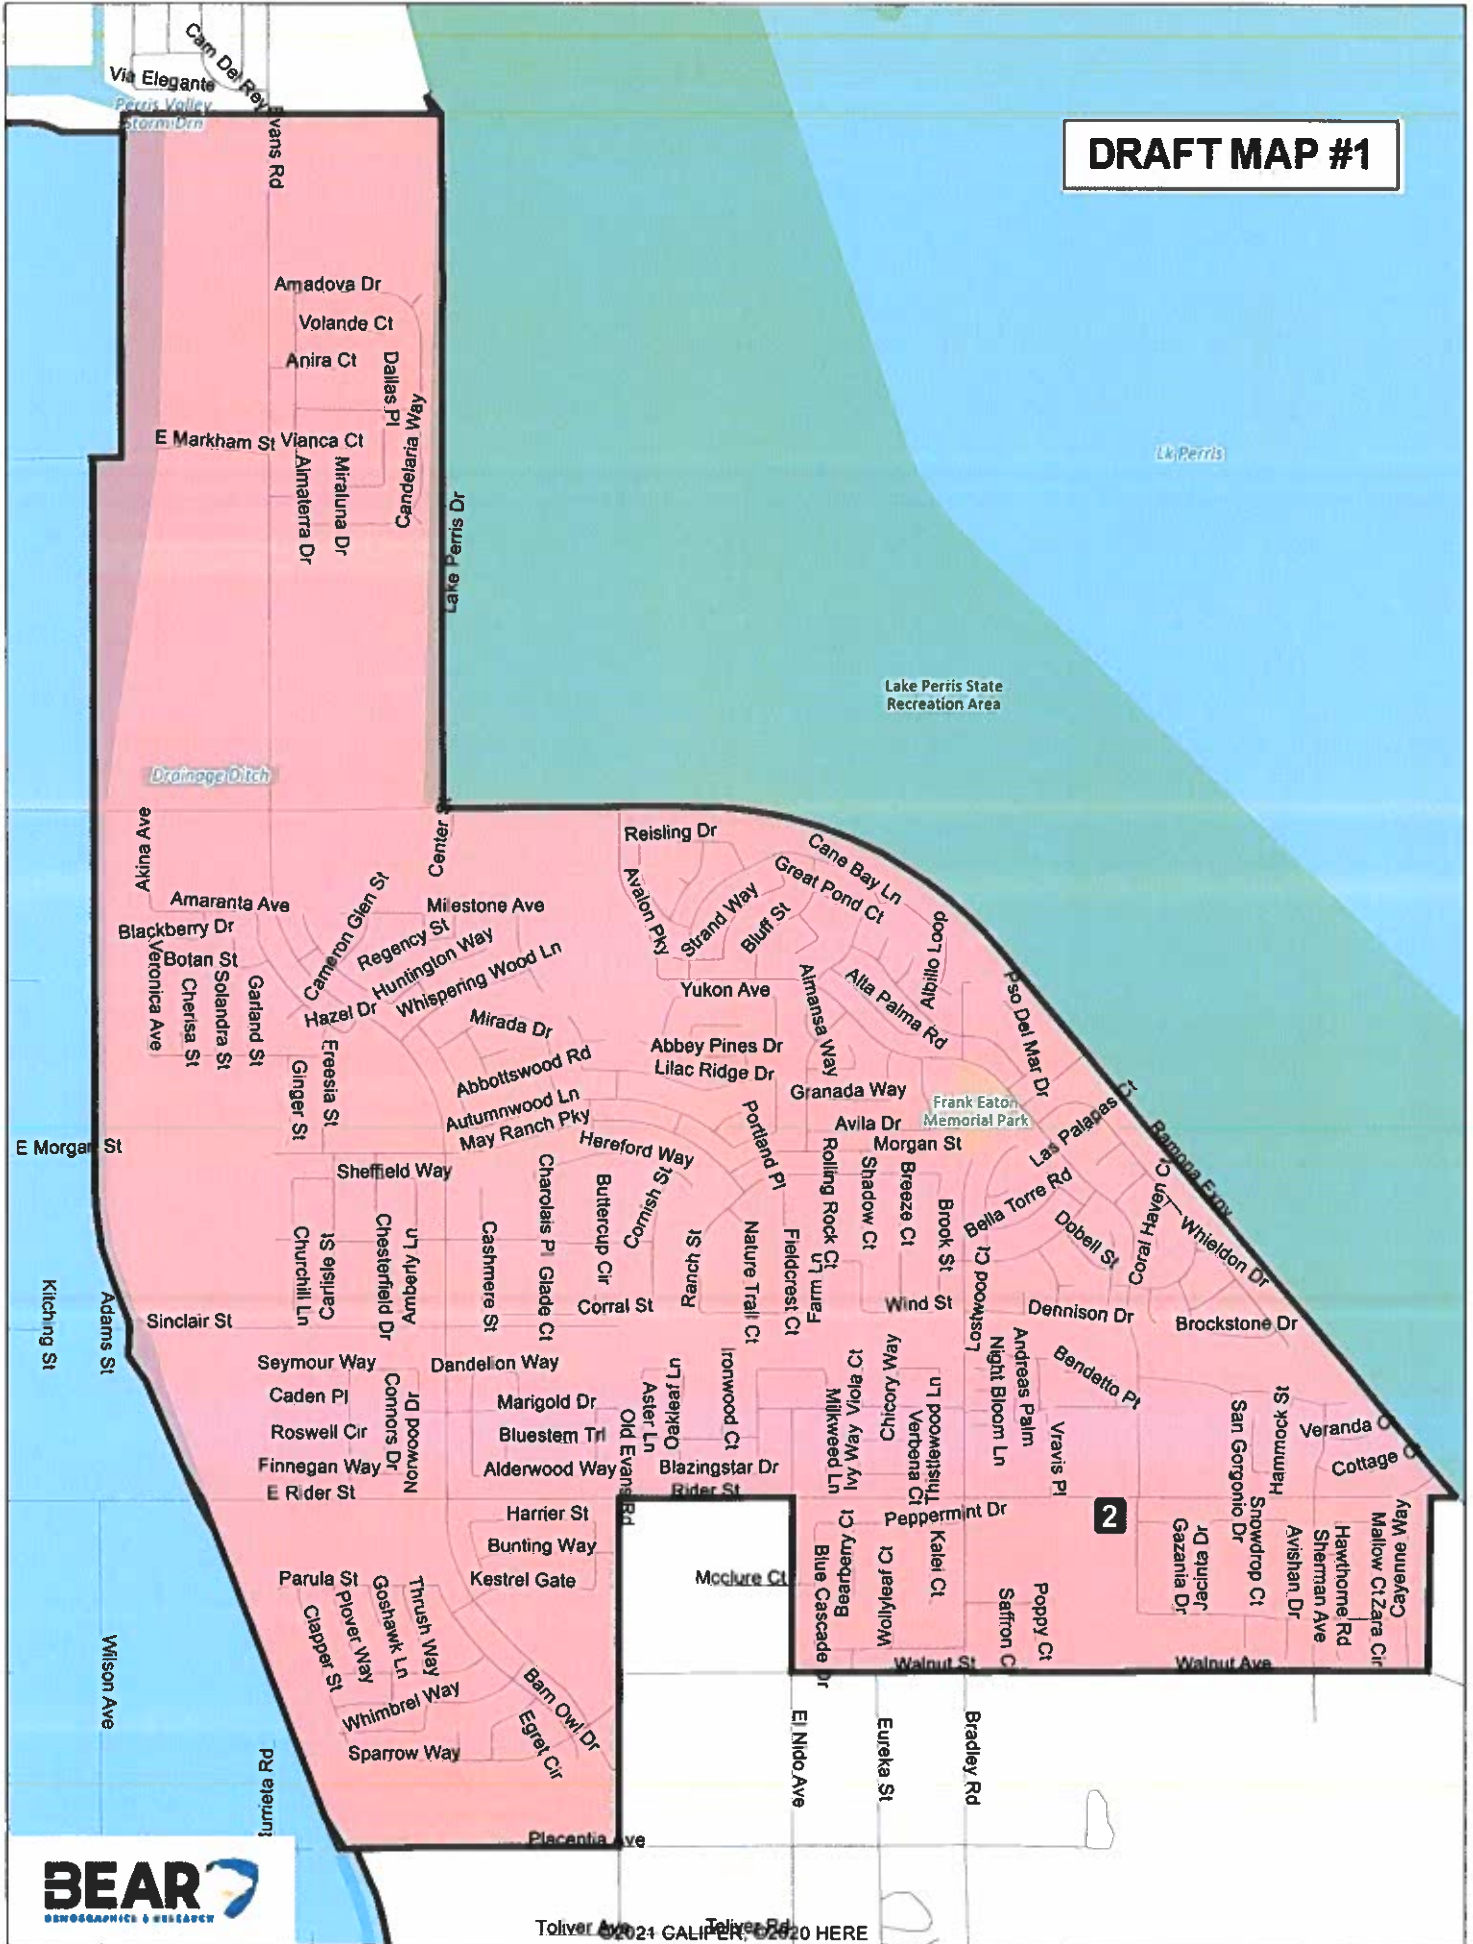 Cam Del Rey
Via Elegante
Perris Valley
Storm Drn
Evans Rd
DRAFT MAP #1
Amadova Dr
Volande Ct
Anira Ct
Dallas Pl
Candelaria Way
E Markham St
Vianca Ct
Almaterra Dr
Miraluna Dr
Lk Perris
Lake Perris Dr
Lake Perris State
Recreation Area
Drainage Ditch
Akina Ave
Center St
Reisling Dr
Cane Bay Ln
Great Pond Ct
Amaranta Ave
Cameron Glen St
Milestone Ave
Avalon Pky
Strand Way
Bluff St
Albillo Loop
Blackberry Dr
Regency St
Huntington Way
Whispering Wood Ln
Botan St
Veronica Ave
Cherisa St
Solandra St
Garland St
Hazel Dr
Yukon Ave
Almansa Way
Alta Palma Rd
Pso Del Mar Dr
Mirada Dr
Abbey Pines Dr
Lilac Ridge Dr
Ginger St
Freesia St
Abbottswood Rd
Autumnwood Ln
May Ranch Pky
Granada Way
Frank Eaton
Memorial Park
Las Palapas Ct
Avila Dr
Morgan St
E Morgan St
Hereford Way
Portland Pl
Ramona Expy
Sheffield Way
Charolais Pl
Buttercup Cir
Cornish St
Rolling Rock Ct
Shadow Ct
Breeze Ct
Brook St
Bella Torre Rd
Dobell St
Coral Haven Ct
Whieldon Dr
Churchill Ln
Carlisle St
Chesterfield Dr
Amberly Ln
Cashmere St
Glade Ct
Ranch St
Nature Trail Ct
Fieldcrest Ct
Farm Ln
Lostwood Ct
Kitching St
Adams St
Sinclair St
Corral St
Wind St
Dennison Dr
Brockstone Dr
Seymour Way
Dandelion Way
Caden Pl
Connors Dr
Norwood Dr
Marigold Dr
Roswell Cir
Bluestem Trl
Finnegan Way
Alderwood Way
E Rider St
Old Evans Rd
Aster Ln
Oakleaf Ln
Ironwood Ct
Blazingstar Dr
Rider St
Milkweed Ln
Ivy Way
Viola Ct
Chicory Way
Verbena Ct
Thistlewood Ln
Night Bloom Ln
Andreas Palm
Bendetto Pt
Vravis Pl
San Gorgonio Dr
Hammock St
Veranda C
Cottage C
Harrier St
Bunting Way
Kestrel Gate
Mcclure Ct
Peppermint Dr
2
Blue Cascade Dr
Bearberry Ct
Wollyleaf Ct
Kalei Ct
Saffron C
Poppy Ct
Gazania Dr
Jacinta Dr
Snowdrop Ct
Avishan Dr
Sherman Ave
Hawthorne Rd
Mallow Ct
Zara Cir
Cayenne Way
Parula St
Clapper St
Plover Way
Goshawk Ln
Thrush Way
Walnut St
Walnut Ave
Wilson Ave
Whimbrel Way
Barn Owl Dr
Egret Cir
Sparrow Way
El Nido Ave
Eureka St
Bradley Rd
Murrieta Rd
Placentia Ave
BEAR
DEMOGRAPHICS & RESEARCH
Toliver Ave
Toliver Rd
©2021 CALIPER, ©2020 HERE